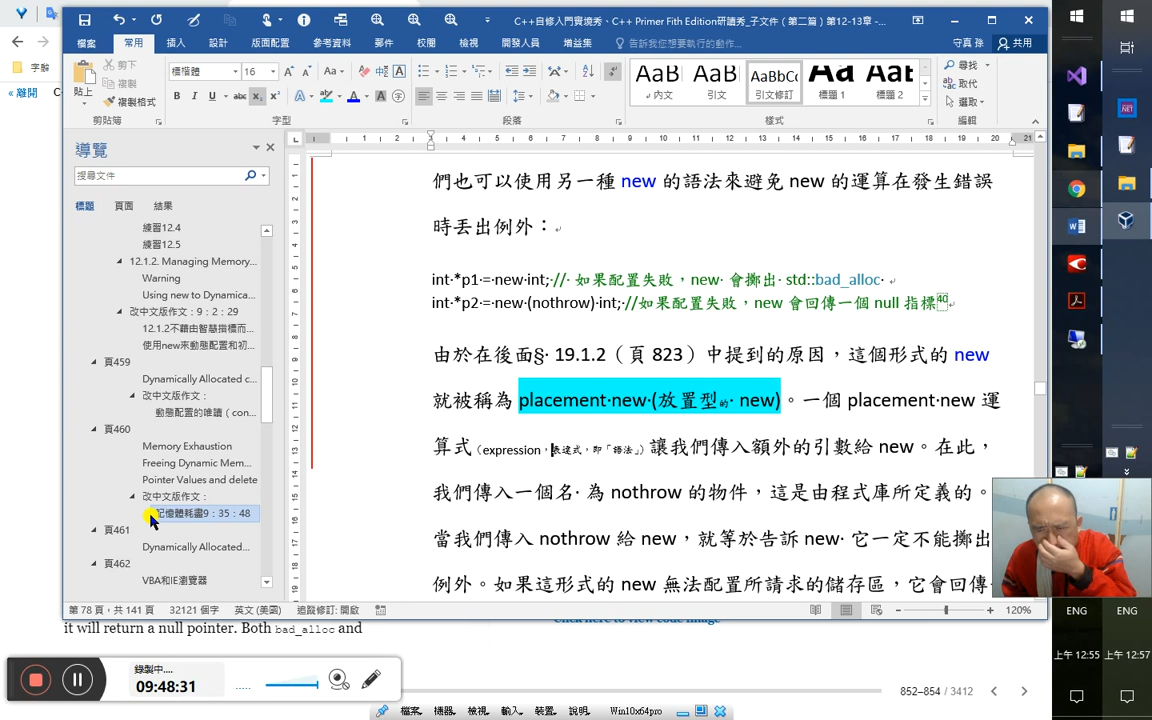 C++自修入門實境秀、C++ Primer Fith Edition研讀秀_子文件（第二篇）第12-13章 -...
檔案 常用 插入 設計 版面配置 參考資料 郵件 校閱 檢視 開發人員 增益集 告訴我您想要執行的動作... 守真 孫 共用
貼上 剪下
複製
複製格式
標楷體 16
AaBb AaBb AaBbCc AaBb AaBb
內文 引文 引文修訂 標題 1 標題 2
尋找
取代
選取
剪貼簿 字型 段落 樣式 編輯
字齡
« 離開
導覽
搜尋文件
標題 頁面 結果
練習12.4
練習12.5
12.1.2. Managing Memory...
Warning
Using new to Dynamica...
改中文版作文：9：2：29
12.1.2不藉由智慧指標而...
使用new來動態配置和初...
頁459
Dynamically Allocated c...
改中文版作文：
動態配置的唯讀（con...
頁460
Memory Exhaustion
Freeing Dynamic Mem...
Pointer Values and delete
改中文版作文：
記憶體耗盡9：35：48
頁461
Dynamically Allocated...
頁462
VBA和IE瀏覽器
們也可以使用另一種 new 的語法來避免 new 的運算在發生錯誤
時丟出例外：
int·*p1·=·new·int;·//· 如果配置失敗，new· 會擲出· std::bad_alloc·
int·*p2·=·new·(nothrow)·int;·//如果配置失敗，new 會回傳一個 null 指標40
由於在後面§· 19.1.2（頁 823）中提到的原因，這個形式的 new
就被稱為 placement·new·(放置型的· new)。一個 placement·new 運
算式（expression，表達式，即「語法」）讓我們傳入額外的引數給 new。在此，
我們傳入一個名· 為 nothrow 的物件，這是由程式庫所定義的。
當我們傳入 nothrow 給 new，就等於告訴 new· 它一定不能擲出
例外。如果這形式的 new 無法配置所請求的儲存區，它會回傳
第 78 頁，共 141 頁 32121 個字 英文 (美國) 追蹤修訂: 開啟 120%
it will return a null pointer. Both bad_alloc and
Click here to view code image
錄製中....
09:48:31
852–854 / 3412
檔案 機器 檢視 輸入 裝置 說明 Win10x64pro
ENG ENG
上午 12:55 上午 12:57